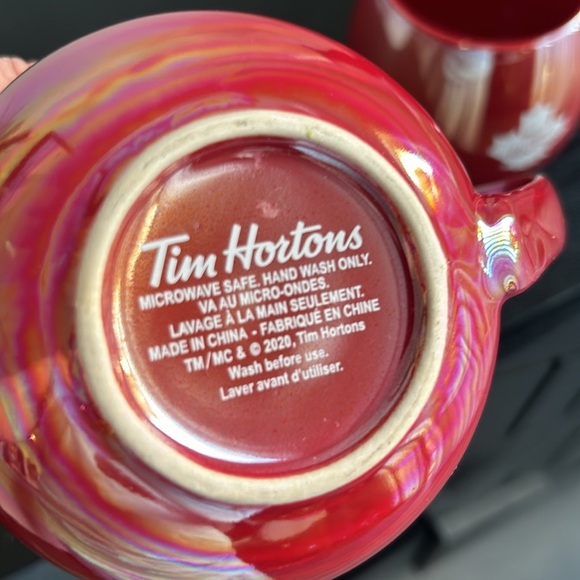 Tim Hortons
MICROWAVE SAFE. HAND WASH ONLY.
VA AU MICRO-ONDES.
LAVAGE À LA MAIN SEULEMENT.
MADE IN CHINA - FABRIQUÉ EN CHINE
TM/MC & © 2020, Tim Hortons
Wash before use.
Laver avant d'utiliser.